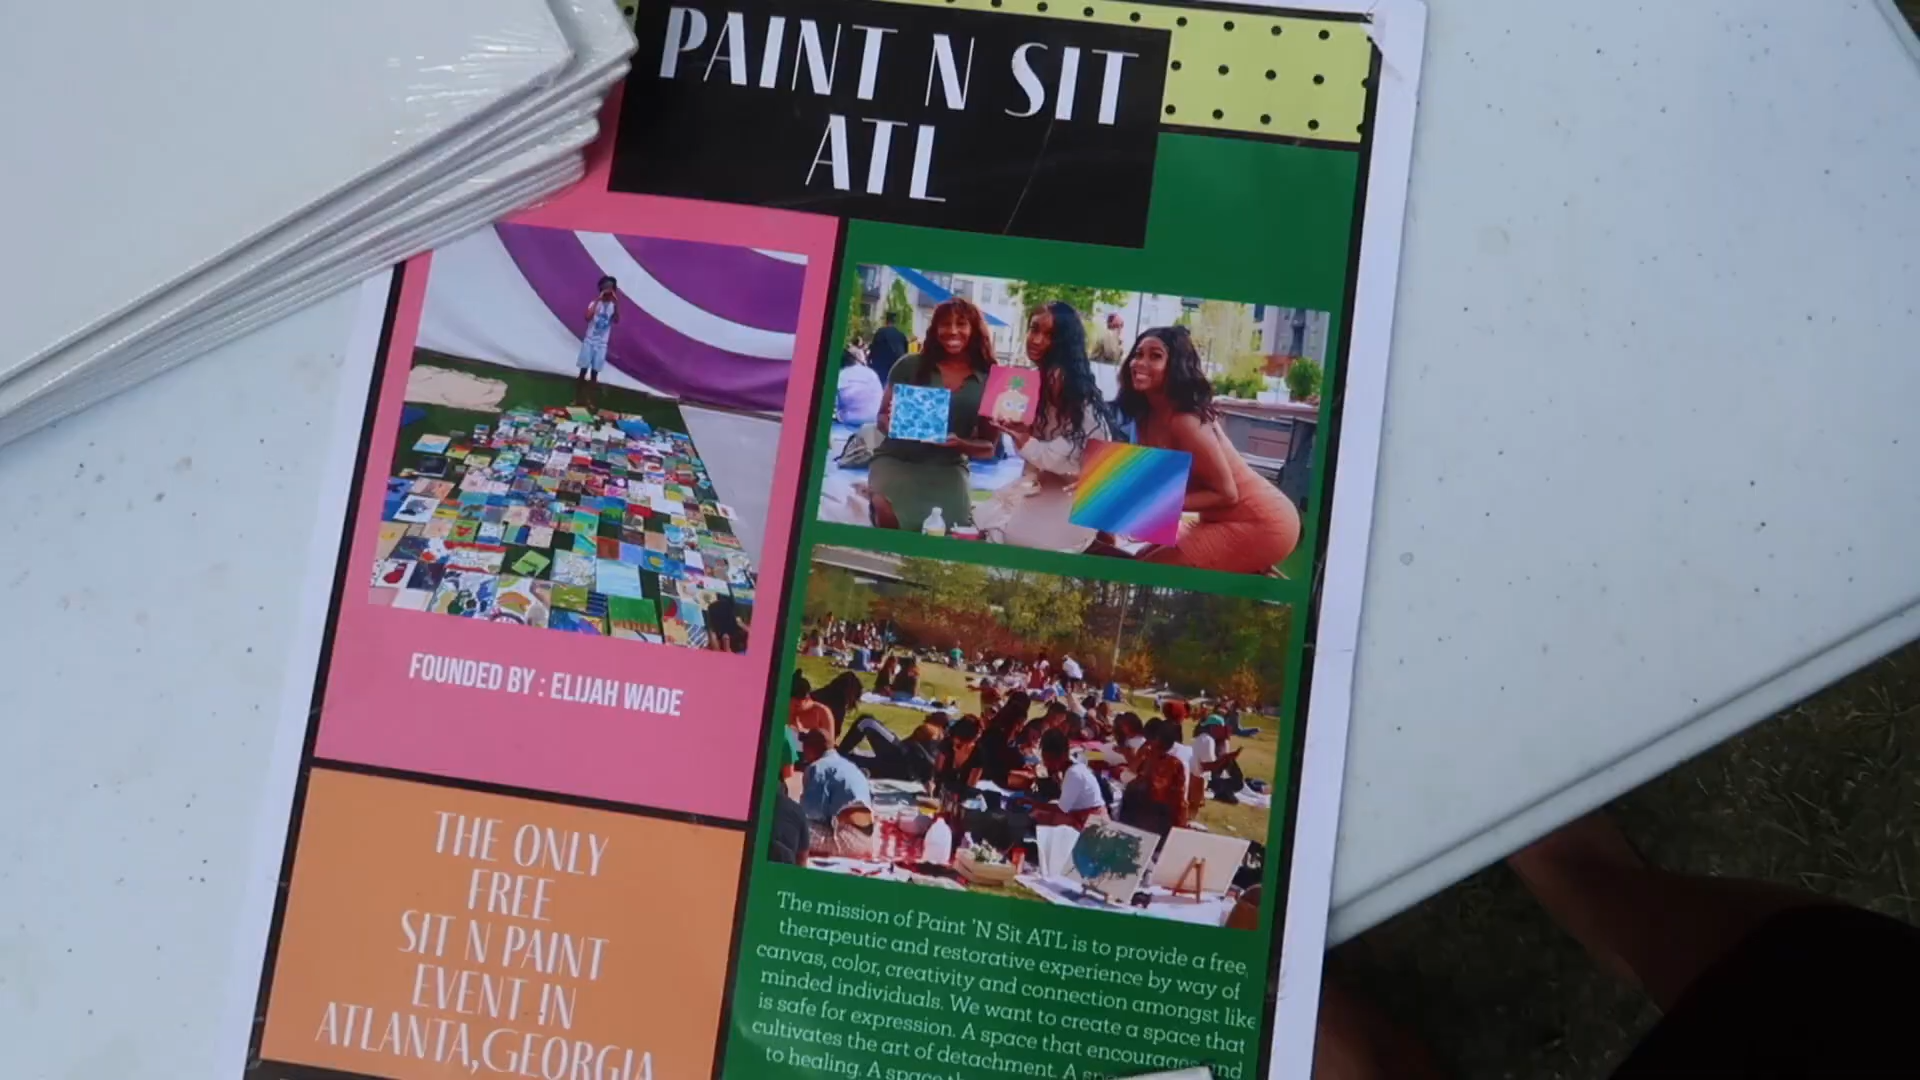 PAINT N SIT
ATL
FOUNDED BY : ELIJAH WADE
THE ONLY
FREE
SIT N PAINT
EVENT IN
ATLANTA,GEORGIA
The mission of Paint 'N Sit ATL is to provide a free,
therapeutic and restorative experience by way of
canvas, color, creativity and connection amongst like
minded individuals. We want to create a space that
is safe for expression. A space that encourages and
cultivates the art of detachment. A
to healing. A space